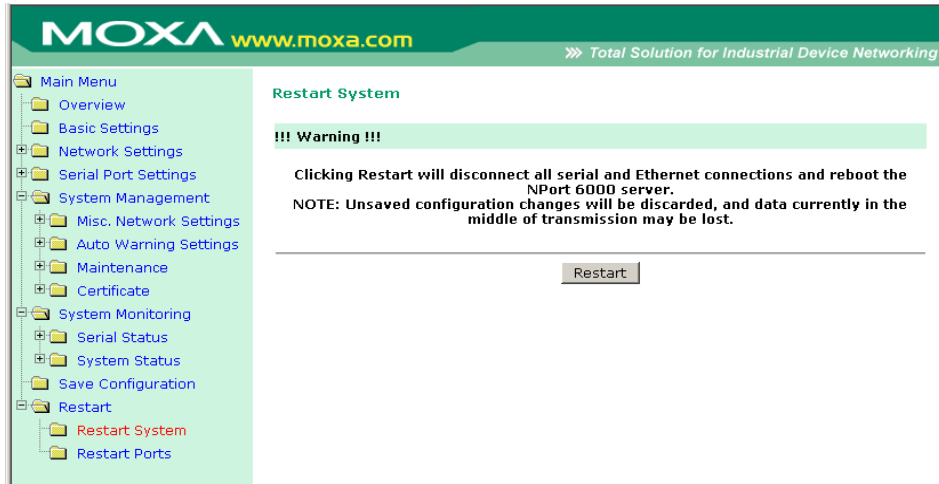 MOXA www.moxa.com
Total Solution for Industrial Device Networking
Main Menu
Overview
Basic Settings
Network Settings
Serial Port Settings
System Management
Misc. Network Settings
Auto Warning Settings
Maintenance
Certificate
System Monitoring
Serial Status
System Status
Save Configuration
Restart
Restart System
Restart Ports
Restart System
!!! Warning !!!
Clicking Restart will disconnect all serial and Ethernet connections and reboot the
NPort 6000 server.
NOTE: Unsaved configuration changes will be discarded, and data currently in the
middle of transmission may be lost.
Restart